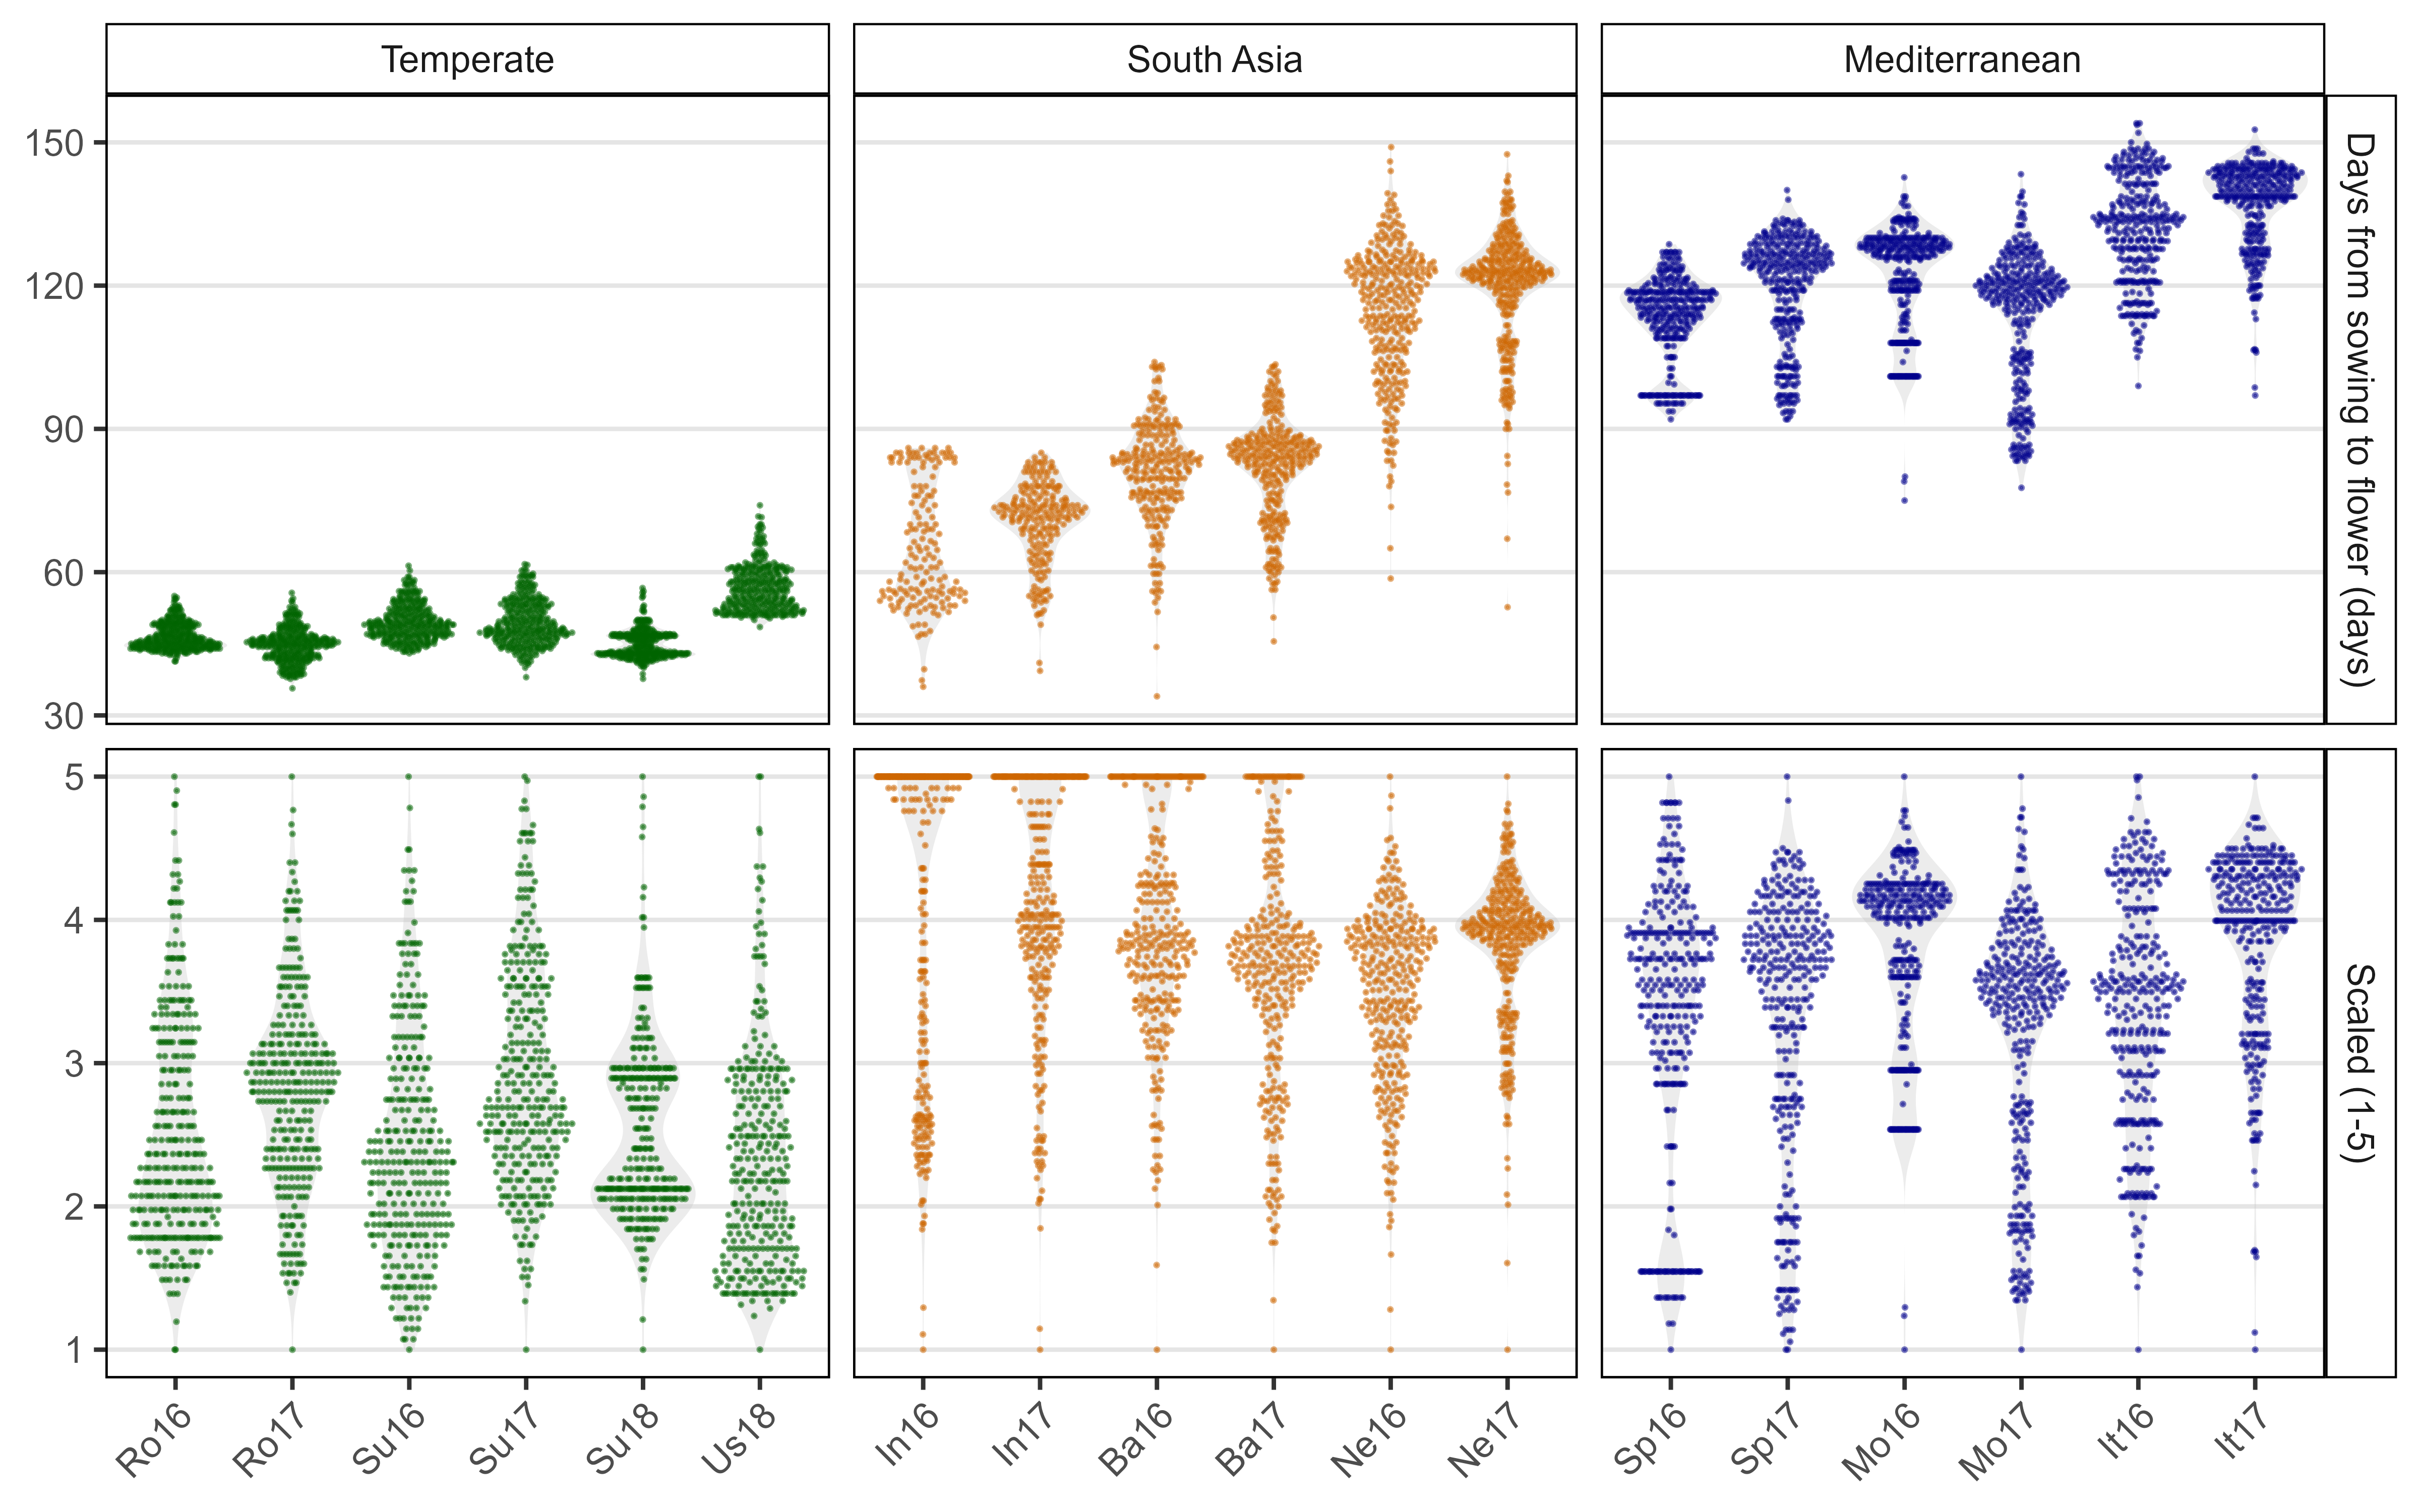 Temperate
South Asia
Mediterranean
150
120
90
60
30
Days from sowing to flower (days)
5
4
3
2
1
Scaled (1-5)
Ro16
Ro17
Su16
Su17
Su18
Us18
In16
In17
Ba16
Ba17
Ne16
Ne17
Sp16
Sp17
Mo16
Mo17
It16
It17